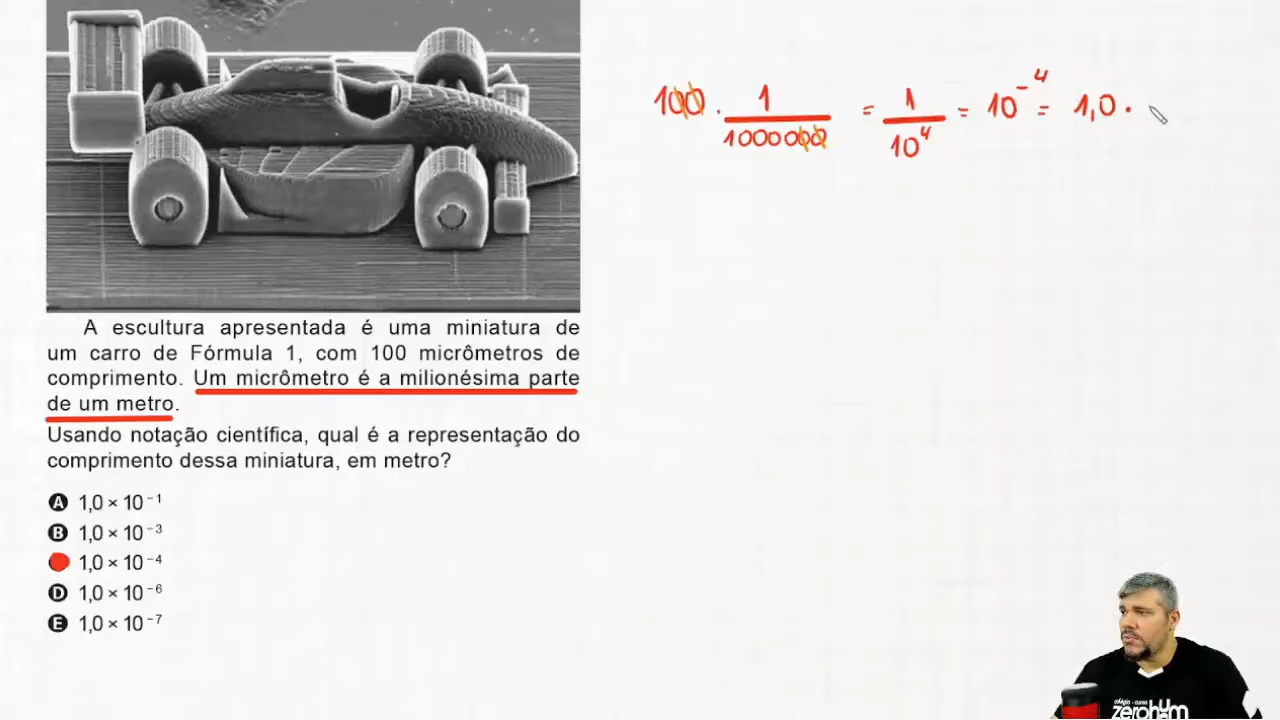 A escultura apresentada é uma miniatura de
um carro de Fórmula 1, com 100 micrômetros de
comprimento. Um micrômetro é a milionésima parte
de um metro.
Usando notação científica, qual é a representação do
comprimento dessa miniatura, em metro?
A 1,0 × 10⁻¹
B 1,0 × 10⁻³
1,0 × 10⁻⁴
D 1,0 × 10⁻⁶
E 1,0 × 10⁻⁷
100 . 1/1000000 = 1/10⁴ = 10⁻⁴ = 1,0 .
colégio e curso
zerohum